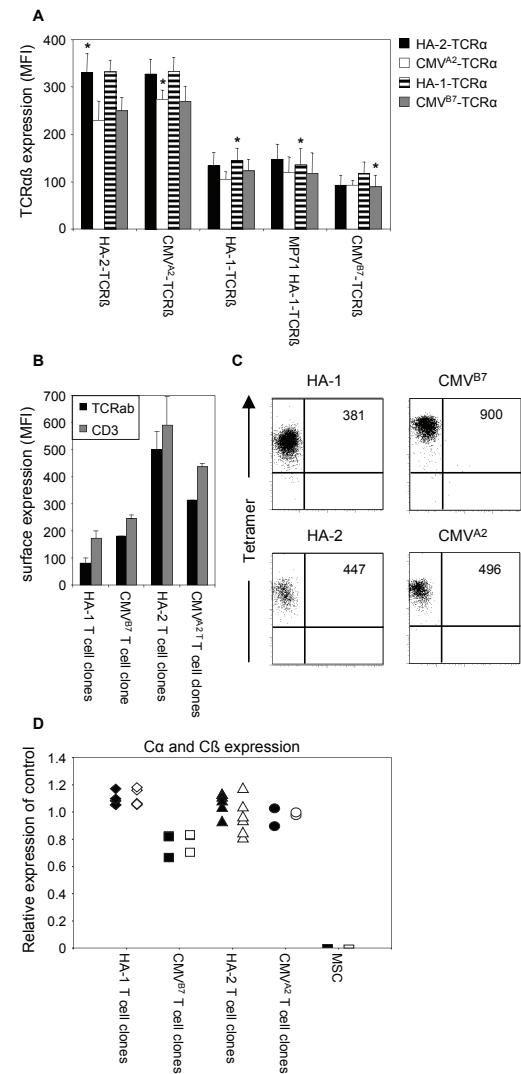 A
TCRαß expression (MFI)
400
300
200
100
0
*
*
*
*
*
HA-2-TCRα
CMVA2-TCRα
HA-1-TCRα
CMVB7-TCRα
HA-2-TCRß
CMVA2-TCRß
HA-1-TCRß
MP71 HA-1-TCRß
CMVB7-TCRß
B
surface expression (MFI)
700
600
500
400
300
200
100
0
TCRab
CD3
HA-1 T cell clones
CMVB7 T cell clone
HA-2 T cell clones
CMVA2 T T cell clones
C
Tetramer
HA-1
381
CMVB7
900
HA-2
447
CMVA2
496
D
Cα and Cß expression
Relative expression of control
1.4
1.2
1.0
0.8
0.6
0.4
0.2
0
HA-1 T cell clones
CMVB7 T cell clones
HA-2 T cell clones
CMVA2 T cell clones
MSC